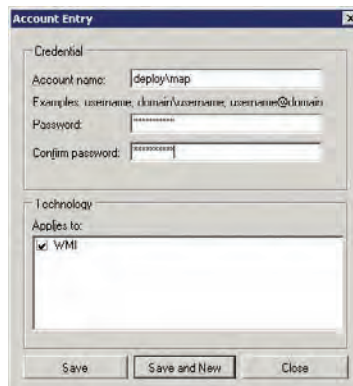 Account Entry
Credential
Account name: deploy\map
Examples: username, domain\username, username@domain
Password: **********
Confirm password: **********
Technology
Applies to:
WMI
Save Save and New Close